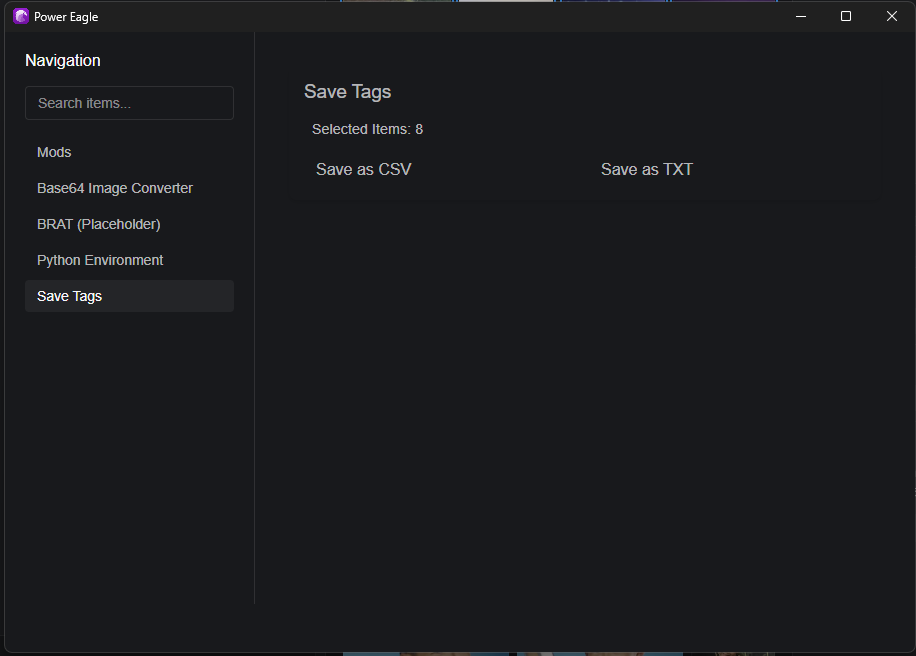 Power Eagle
Navigation
Search items...
Mods
Base64 Image Converter
BRAT (Placeholder)
Python Environment
Save Tags
Save Tags
Selected Items: 8
Save as CSV
Save as TXT